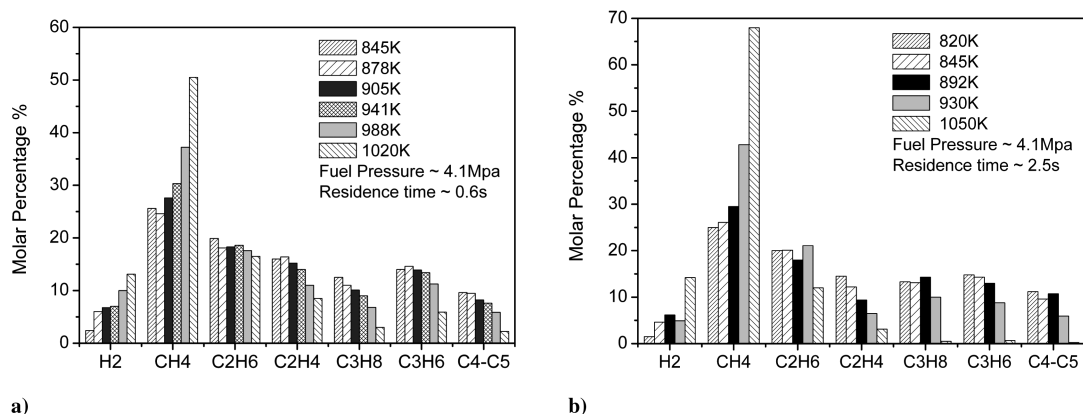 60
50
40
30
20
10
0
Molar Percentage %
845K
878K
905K
941K
988K
1020K
Fuel Pressure ~ 4.1Mpa
Residence time ~ 0.6s
H2 CH4 C2H6 C2H4 C3H8 C3H6 C4-C5
a)
70
60
50
40
30
20
10
0
Molar Percentage %
820K
845K
892K
930K
1050K
Fuel Pressure ~ 4.1Mpa
Residence time ~ 2.5s
H2 CH4 C2H6 C2H4 C3H8 C3H6 C4-C5
b)